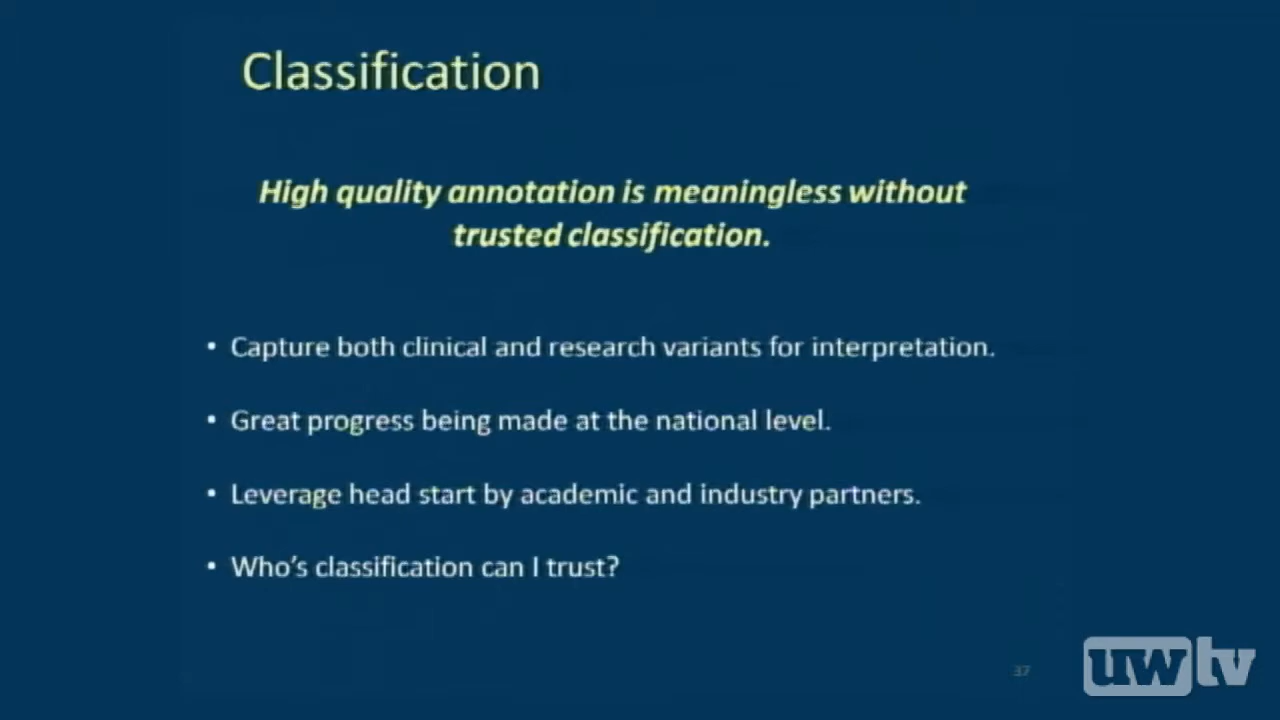 Classification
High quality annotation is meaningless without
trusted classification.
• Capture both clinical and research variants for interpretation.
• Great progress being made at the national level.
• Leverage head start by academic and industry partners.
• Who's classification can I trust?
37
uwtv